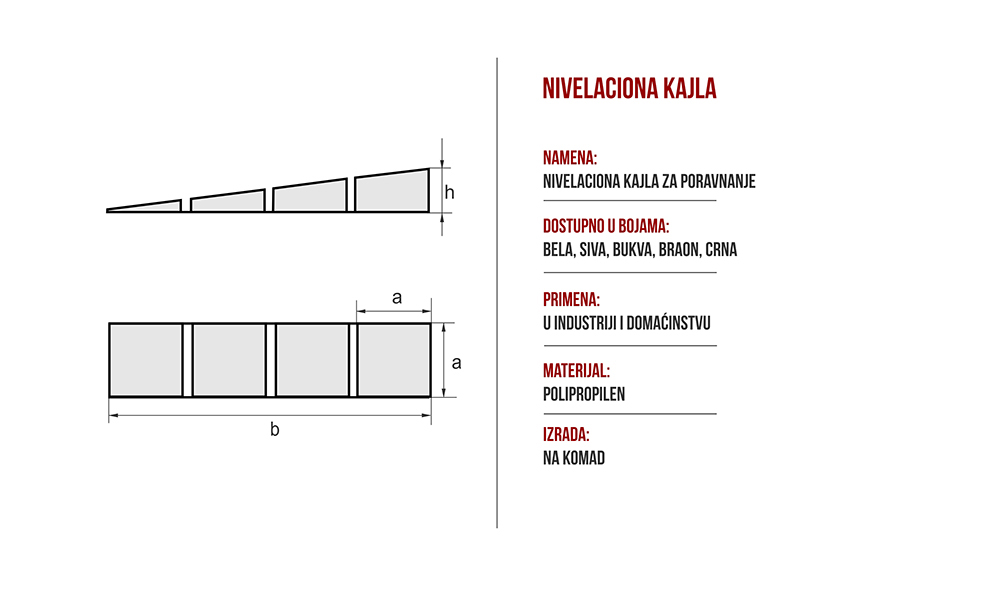 NIVELACIONA KAJLA
NAMENA:
NIVELACIONA KAJLA ZA PORAVNANJE
DOSTUPNO U BOJAMA:
BELA, SIVA, BUKVA, BRAON, CRNA
PRIMENA:
U INDUSTRIJI I DOMAĆINSTVU
MATERIJAL:
POLIPROPILEN
IZRADA:
NA KOMAD
h
a
a
b